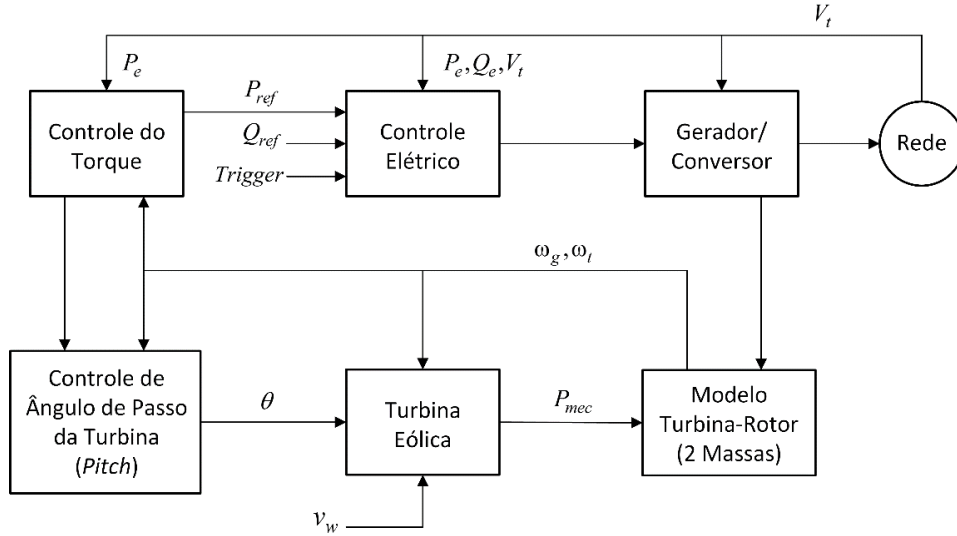 V_t
P_e
P_e, Q_e, V_t
P_ref
Controle do
Torque
Q_ref
Trigger
Controle
Elétrico
Gerador/
Conversor
Rede
ω_g, ω_t
Controle de
Ângulo de Passo
da Turbina
(Pitch)
θ
Turbina
Eólica
P_mec
Modelo
Turbina-Rotor
(2 Massas)
v_w